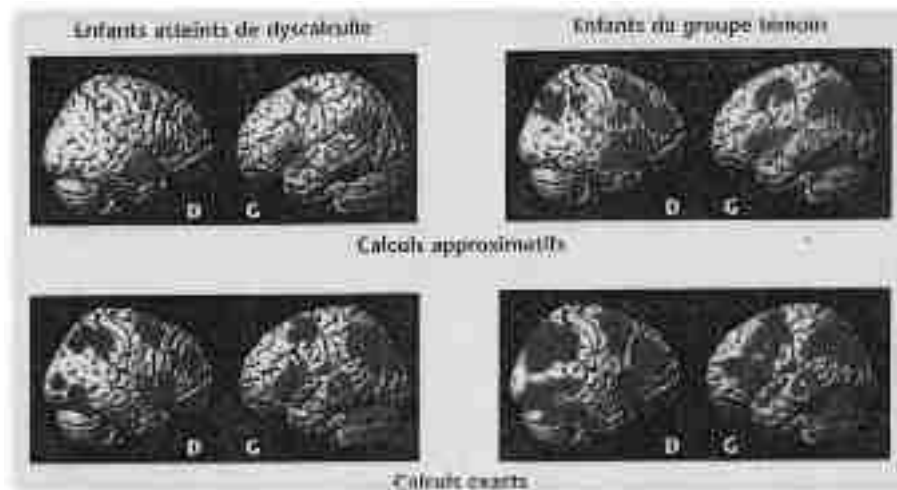 Enfants atteints de dyscalculie
Enfants du groupe témoin
D G
D G
Calculs approximatifs
D G
D G
Calculs exacts